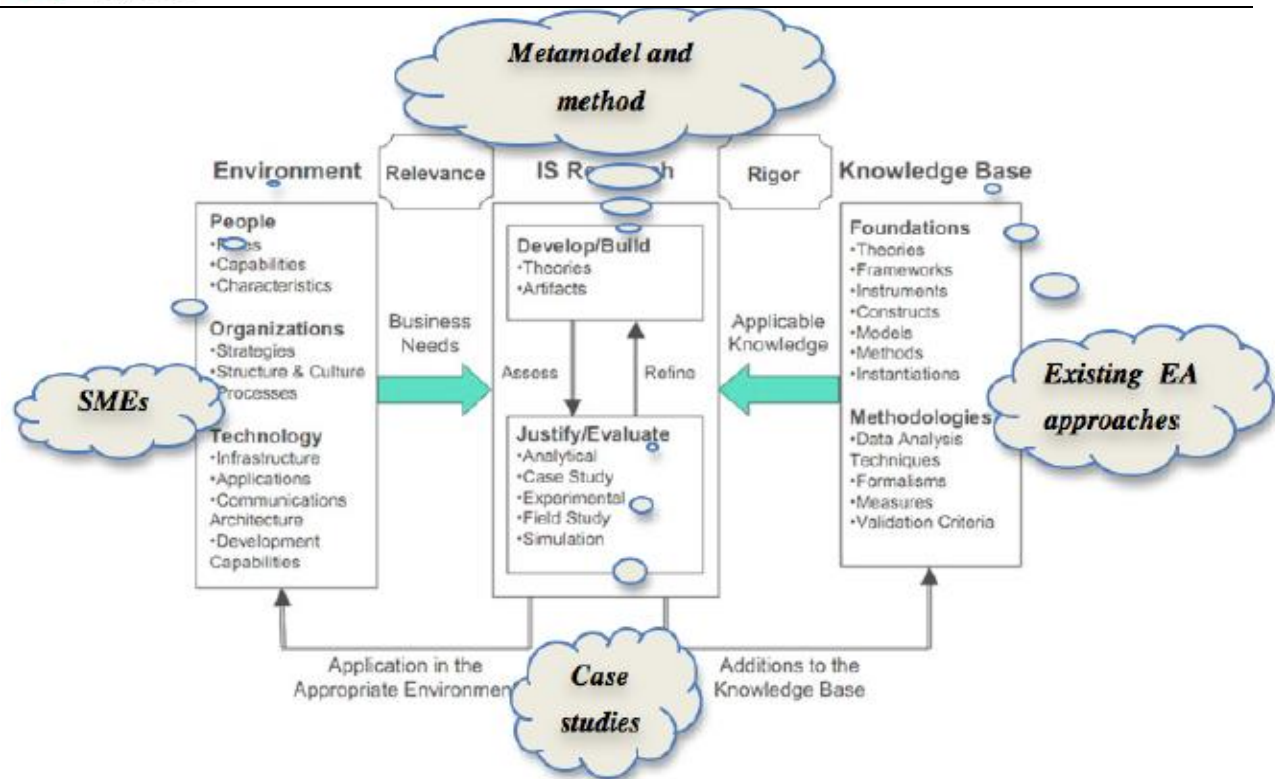 Metamodel and
method
Environment
Relevance
IS
Rigor
Knowledge Base
People
•Capabilities
•Characteristics
Organizations
•Strategies
•Structure & Culture
Processes
Technology
•Infrastructure
•Applications
•Communications
Architecture
•Development
Capabilities
SMEs
Business
Needs
Develop/Build
•Theories
•Artifacts
Assess
Refine
Justify/Evaluate
•Analytical
•Case Study
•Experimental
•Field Study
•Simulation
Applicable
Knowledge
Foundations
•Theories
•Frameworks
•Instruments
•Constructs
•Models
•Methods
•Instantiations
Methodologies
•Data Analysis
Techniques
•Formalisms
•Measures
•Validation Criteria
Existing EA
approaches
Application in the
Appropriate Environment
Case
studies
Additions to the
Knowledge Base